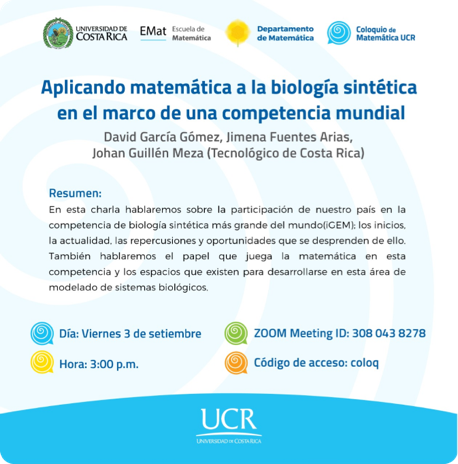 UNIVERSIDAD DE COSTA RICA
EMat Escuela de Matemática
Departamento de Matemática
Coloquio de Matemática UCR
Aplicando matemática a la biología sintética
en el marco de una competencia mundial
David García Gómez, Jimena Fuentes Arias,
Johan Guillén Meza (Tecnológico de Costa Rica)
Resumen:
En esta charla hablaremos sobre la participación de nuestro país en la
competencia de biología sintética más grande del mundo(iGEM); los inicios,
la actualidad, las repercusiones y oportunidades que se desprenden de ello.
También hablaremos el papel que juega la matemática en esta
competencia y los espacios que existen para desarrollarse en esta área de
modelado de sistemas biológicos.
Día: Viernes 3 de setiembre
ZOOM Meeting ID: 308 043 8278
Hora: 3:00 p.m.
Código de acceso: coloq
UCR
UNIVERSIDAD DE COSTA RICA